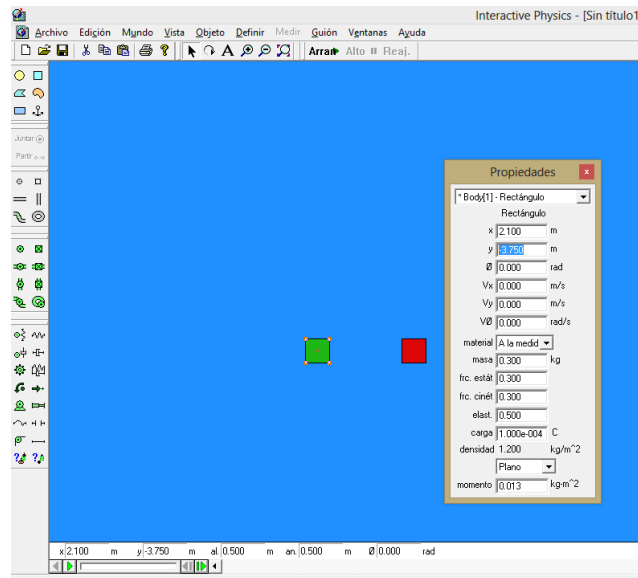 Interactive Physics - [Sin título1
Archivo Edición Mundo Vista Objeto Definir Medir Guión Ventanas Ayuda
A Arran Alto II Reaj.
Juntar
Partir
Propiedades x
" Body[1] - Rectángulo
Rectángulo
x 2.100 m
y -3.750 m
Ø 0.000 rad
Vx 0.000 m/s
Vy 0.000 m/s
VØ 0.000 rad/s
material A la medid
masa 0.300 kg
frc. estát 0.300
frc. cinét 0.300
elast. 0.500
carga 1.000e-004 C
densidad 1.200 kg/m^2
Plano
momento 0.013 kg-m^2
x 2.100 m y -3.750 m al. 0.500 m an. 0.500 m Ø 0.000 rad